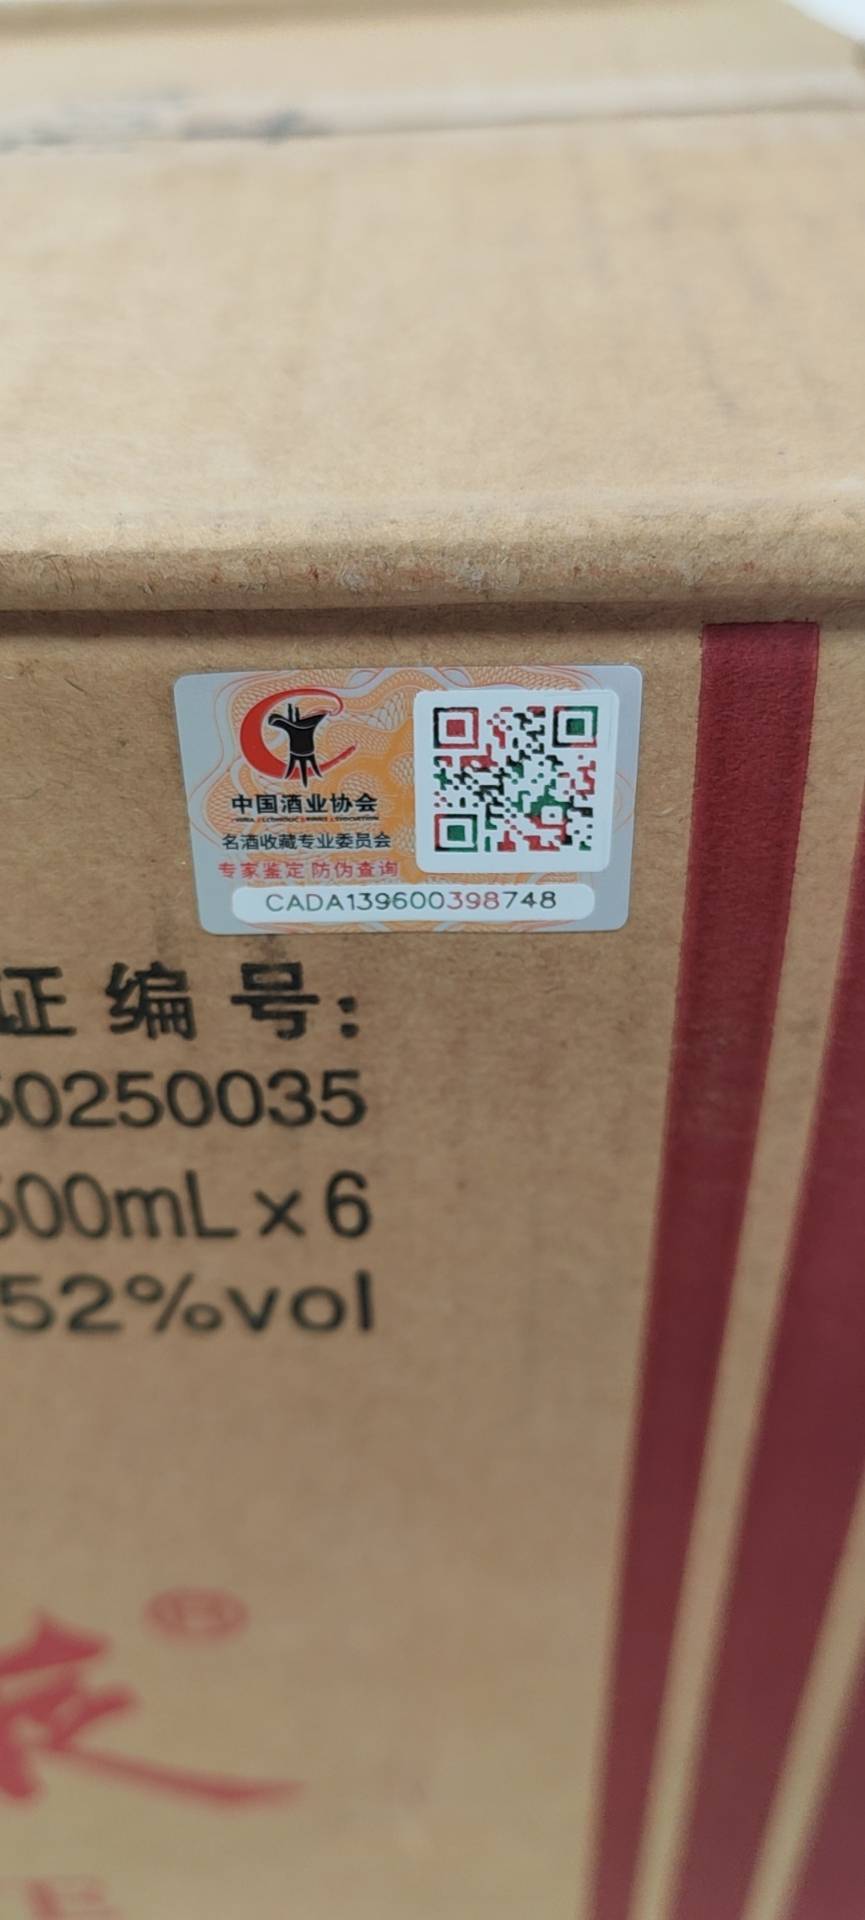 中国酒业协会
名酒收藏专业委员会
专家鉴定 防伪查询
CADA139600398748
证编号:
50250035
500mL×6
52%vol
®